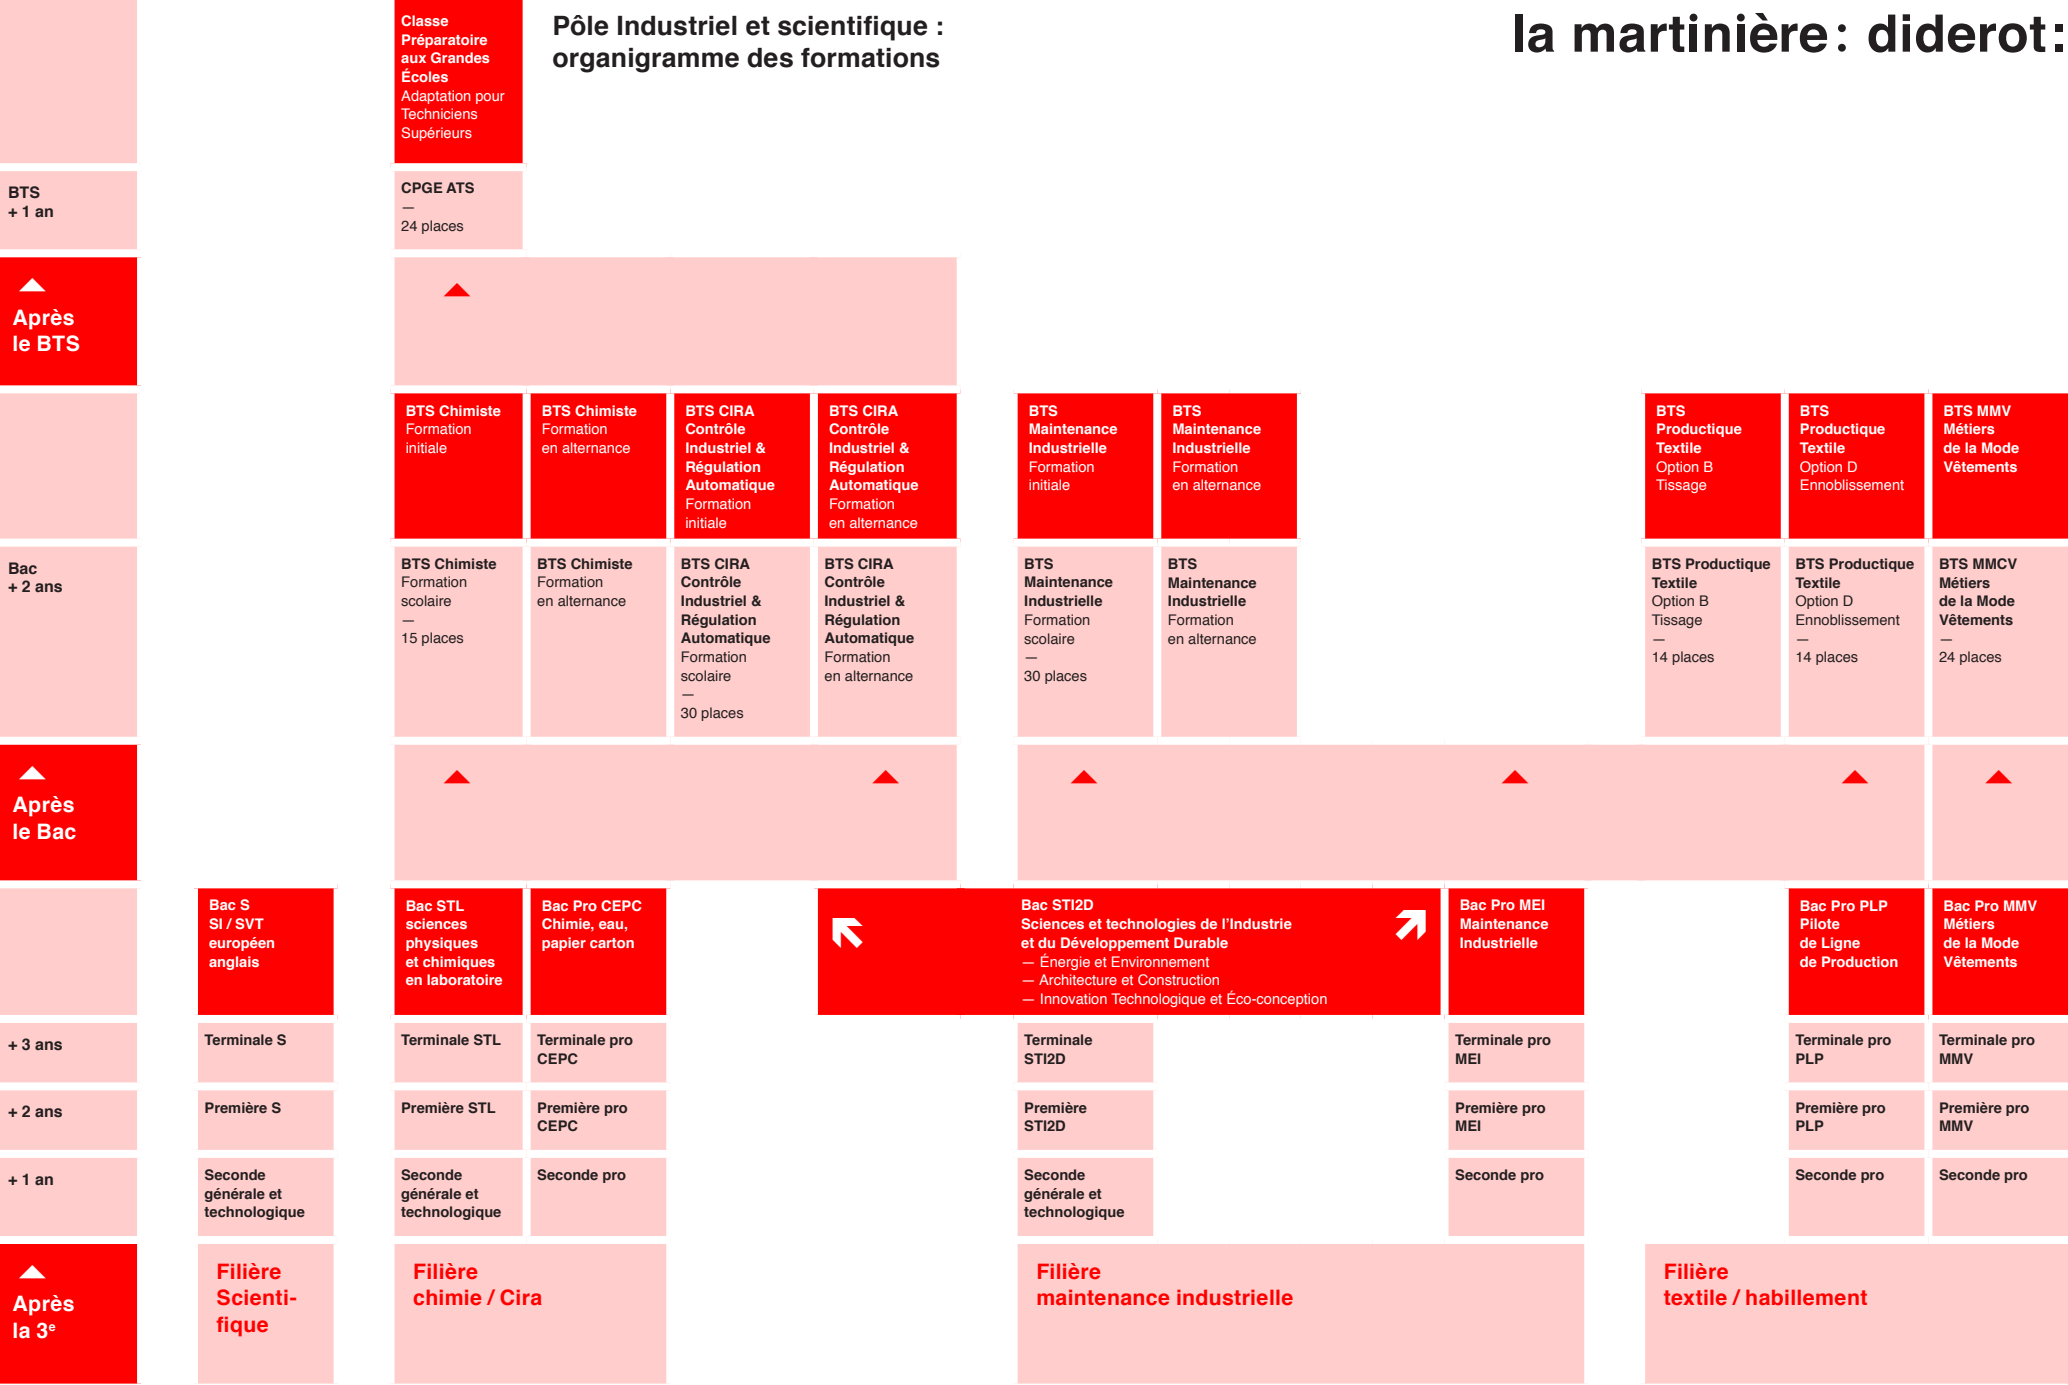 Classe
Préparatoire
aux Grandes
Écoles
Adaptation pour
Techniciens
Supérieurs
Pôle Industriel et scientifique :
organigramme des formations
la martinière : diderot:
BTS
+ 1 an
CPGE ATS
—
24 places
Après
le BTS
BTS Chimiste
Formation
initiale
BTS Chimiste
Formation
en alternance
BTS CIRA
Contrôle
Industriel &
Régulation
Automatique
Formation
initiale
BTS CIRA
Contrôle
Industriel &
Régulation
Automatique
Formation
en alternance
BTS
Maintenance
Industrielle
Formation
initiale
BTS
Maintenance
Industrielle
Formation
en alternance
BTS
Productique
Textile
Option B
Tissage
BTS
Productique
Textile
Option D
Ennoblissement
BTS MMV
Métiers
de la Mode
Vêtements
Bac
+ 2 ans
BTS Chimiste
Formation
scolaire
—
15 places
BTS Chimiste
Formation
en alternance
BTS CIRA
Contrôle
Industriel &
Régulation
Automatique
Formation
scolaire
—
30 places
BTS CIRA
Contrôle
Industriel &
Régulation
Automatique
Formation
en alternance
BTS
Maintenance
Industrielle
Formation
scolaire
—
30 places
BTS
Maintenance
Industrielle
Formation
en alternance
BTS Productique
Textile
Option B
Tissage
—
14 places
BTS Productique
Textile
Option D
Ennoblissement
—
14 places
BTS MMCV
Métiers
de la Mode
Vêtements
—
24 places
Après
le Bac
Bac S
SI / SVT
européen
anglais
Bac STL
sciences
physiques
et chimiques
en laboratoire
Bac Pro CEPC
Chimie, eau,
papier carton
Bac STI2D
Sciences et technologies de l'Industrie
et du Développement Durable
— Énergie et Environnement
— Architecture et Construction
— Innovation Technologique et Éco-conception
Bac Pro MEI
Maintenance
Industrielle
Bac Pro PLP
Pilote
de Ligne
de Production
Bac Pro MMV
Métiers
de la Mode
Vêtements
+ 3 ans
Terminale S
Terminale STL
Terminale pro
CEPC
Terminale
STI2D
Terminale pro
MEI
Terminale pro
PLP
Terminale pro
MMV
+ 2 ans
Première S
Première STL
Première pro
CEPC
Première
STI2D
Première pro
MEI
Première pro
PLP
Première pro
MMV
+ 1 an
Seconde
générale et
technologique
Seconde
générale et
technologique
Seconde pro
Seconde
générale et
technologique
Seconde pro
Seconde pro
Seconde pro
Après
la 3e
Filière
Scienti-
fique
Filière
chimie / Cira
Filière
maintenance industrielle
Filière
textile / habillement